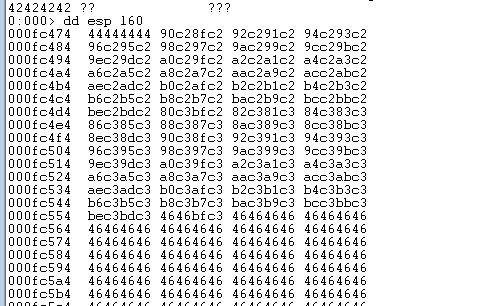 42424242 ?? ???
0:000> dd esp l60
000fc474 44444444 90c28fc2 92c291c2 94c293c2
000fc484 96c295c2 98c297c2 9ac299c2 9cc29bc2
000fc494 9ec29dc2 a0c29fc2 a2c2a1c2 a4c2a3c2
000fc4a4 a6c2a5c2 a8c2a7c2 aac2a9c2 acc2abc2
000fc4b4 aec2adc2 b0c2afc2 b2c2b1c2 b4c2b3c2
000fc4c4 b6c2b5c2 b8c2b7c2 bac2b9c2 bcc2bbc2
000fc4d4 bec2bdc2 80c3bfc2 82c381c3 84c383c3
000fc4e4 86c385c3 88c387c3 8ac389c3 8cc38bc3
000fc4f4 8ec38dc3 90c38fc3 92c391c3 94c393c3
000fc504 96c395c3 98c397c3 9ac399c3 9cc39bc3
000fc514 9ec39dc3 a0c39fc3 a2c3a1c3 a4c3a3c3
000fc524 a6c3a5c3 a8c3a7c3 aac3a9c3 acc3abc3
000fc534 aec3adc3 b0c3afc3 b2c3b1c3 b4c3b3c3
000fc544 b6c3b5c3 b8c3b7c3 bac3b9c3 bcc3bbc3
000fc554 bec3bdc3 4646bfc3 46464646 46464646
000fc564 46464646 46464646 46464646 46464646
000fc574 46464646 46464646 46464646 46464646
000fc584 46464646 46464646 46464646 46464646
000fc594 46464646 46464646 46464646 46464646
000fc5a4 46464646 46464646 46464646 46464646
000fc5b4 46464646 46464646 46464646 46464646